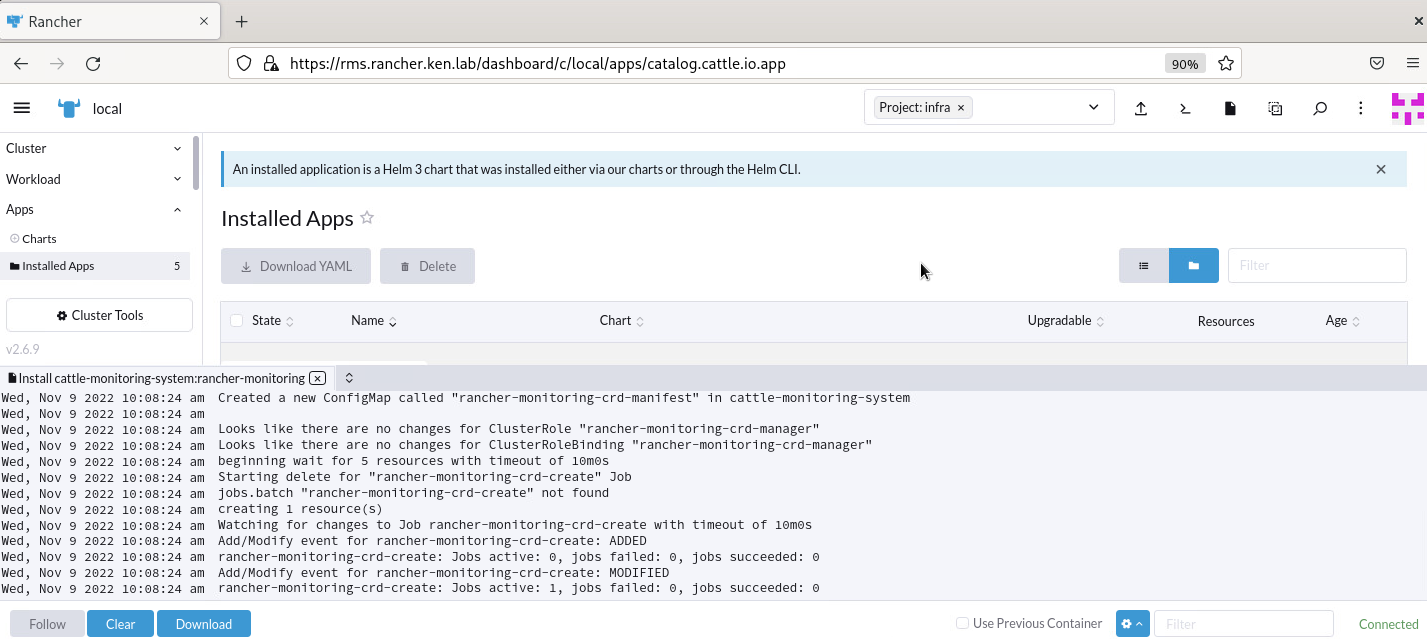 Rancher
https://rms.rancher.ken.lab/dashboard/c/local/apps/catalog.cattle.io.app
90%
local
Project: infra ×
Cluster
Workload
Apps
Charts
Installed Apps 5
Cluster Tools
v2.6.9
An installed application is a Helm 3 chart that was installed either via our charts or through the Helm CLI.
Installed Apps
Download YAML
Delete
Filter
State Name Chart Upgradable Resources Age
Install cattle-monitoring-system:rancher-monitoring
Wed, Nov 9 2022 10:08:24 am Created a new ConfigMap called "rancher-monitoring-crd-manifest" in cattle-monitoring-system
Wed, Nov 9 2022 10:08:24 am
Wed, Nov 9 2022 10:08:24 am Looks like there are no changes for ClusterRole "rancher-monitoring-crd-manager"
Wed, Nov 9 2022 10:08:24 am Looks like there are no changes for ClusterRoleBinding "rancher-monitoring-crd-manager"
Wed, Nov 9 2022 10:08:24 am beginning wait for 5 resources with timeout of 10m0s
Wed, Nov 9 2022 10:08:24 am Starting delete for "rancher-monitoring-crd-create" Job
Wed, Nov 9 2022 10:08:24 am jobs.batch "rancher-monitoring-crd-create" not found
Wed, Nov 9 2022 10:08:24 am creating 1 resource(s)
Wed, Nov 9 2022 10:08:24 am Watching for changes to Job rancher-monitoring-crd-create with timeout of 10m0s
Wed, Nov 9 2022 10:08:24 am Add/Modify event for rancher-monitoring-crd-create: ADDED
Wed, Nov 9 2022 10:08:24 am rancher-monitoring-crd-create: Jobs active: 0, jobs failed: 0, jobs succeeded: 0
Wed, Nov 9 2022 10:08:24 am Add/Modify event for rancher-monitoring-crd-create: MODIFIED
Wed, Nov 9 2022 10:08:24 am rancher-monitoring-crd-create: Jobs active: 1, jobs failed: 0, jobs succeeded: 0
Follow
Clear
Download
Use Previous Container
Filter
Connected